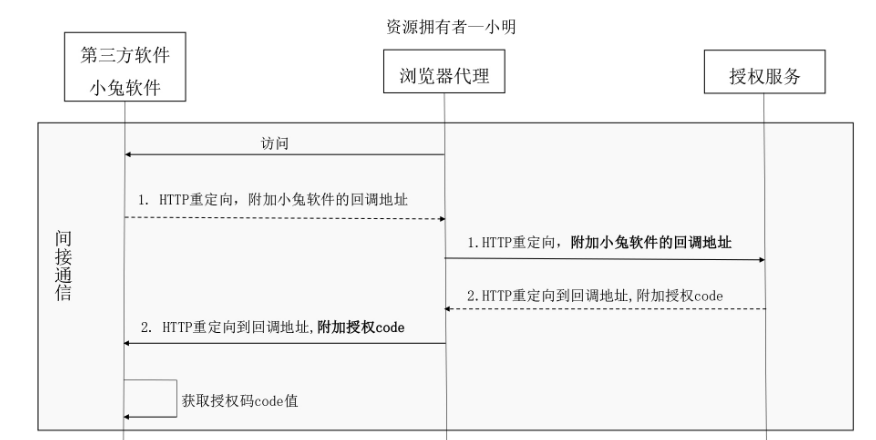 资源拥有者—小明
第三方软件
小兔软件
浏览器代理
授权服务
访问
1. HTTP重定向，附加小兔软件的回调地址
1.HTTP重定向，附加小兔软件的回调地址
间接通信
2.HTTP重定向到回调地址,附加授权code
2. HTTP重定向到回调地址,附加授权code
获取授权码code值